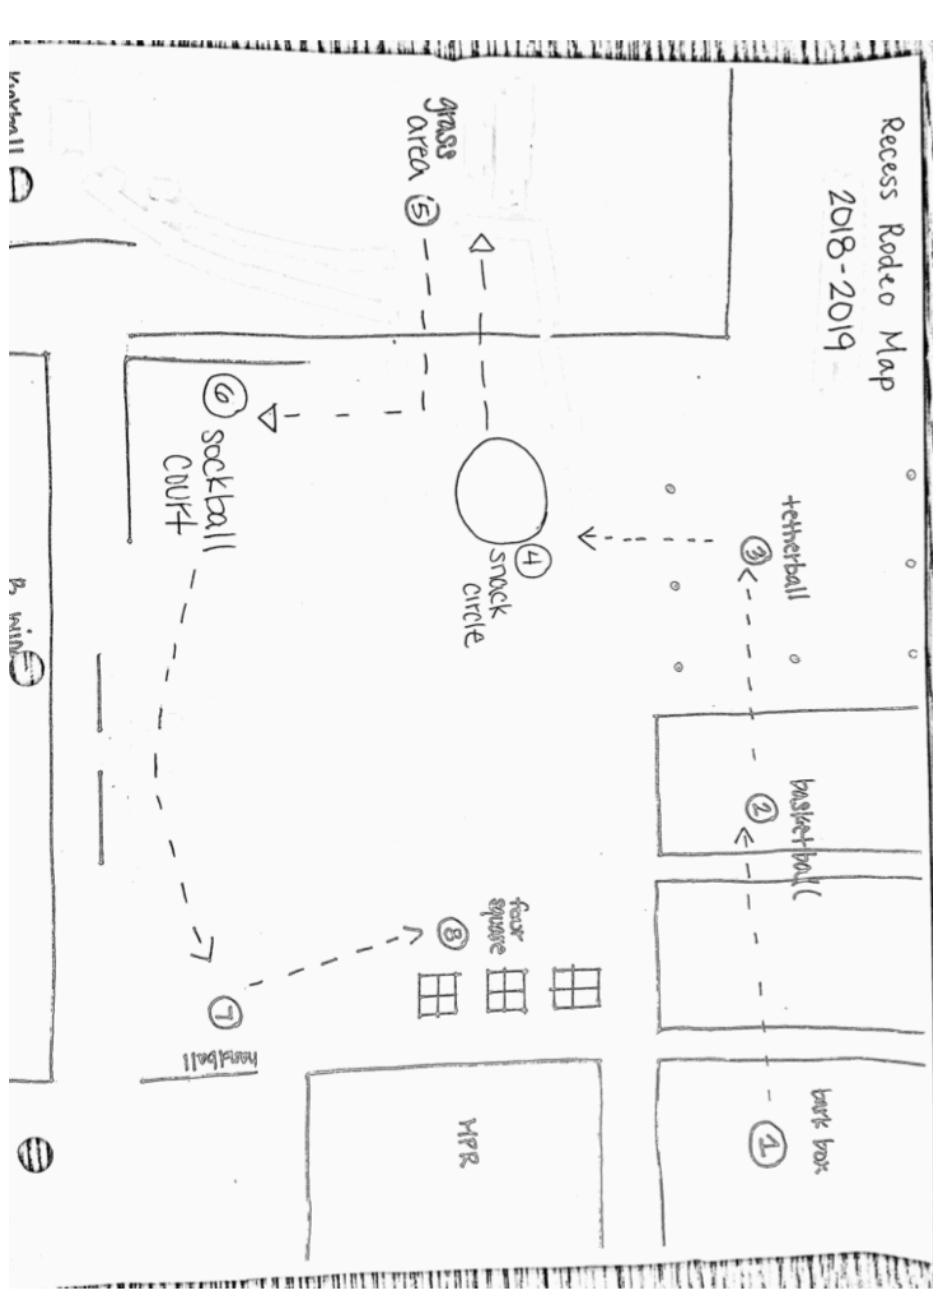 Recess Rodeo Map
2018-2019
bark box
1
basketball
2
tetherball
3
4
snack
circle
grass
area 5
6 sockball
court
7
handball
8
four
square
MPR
B